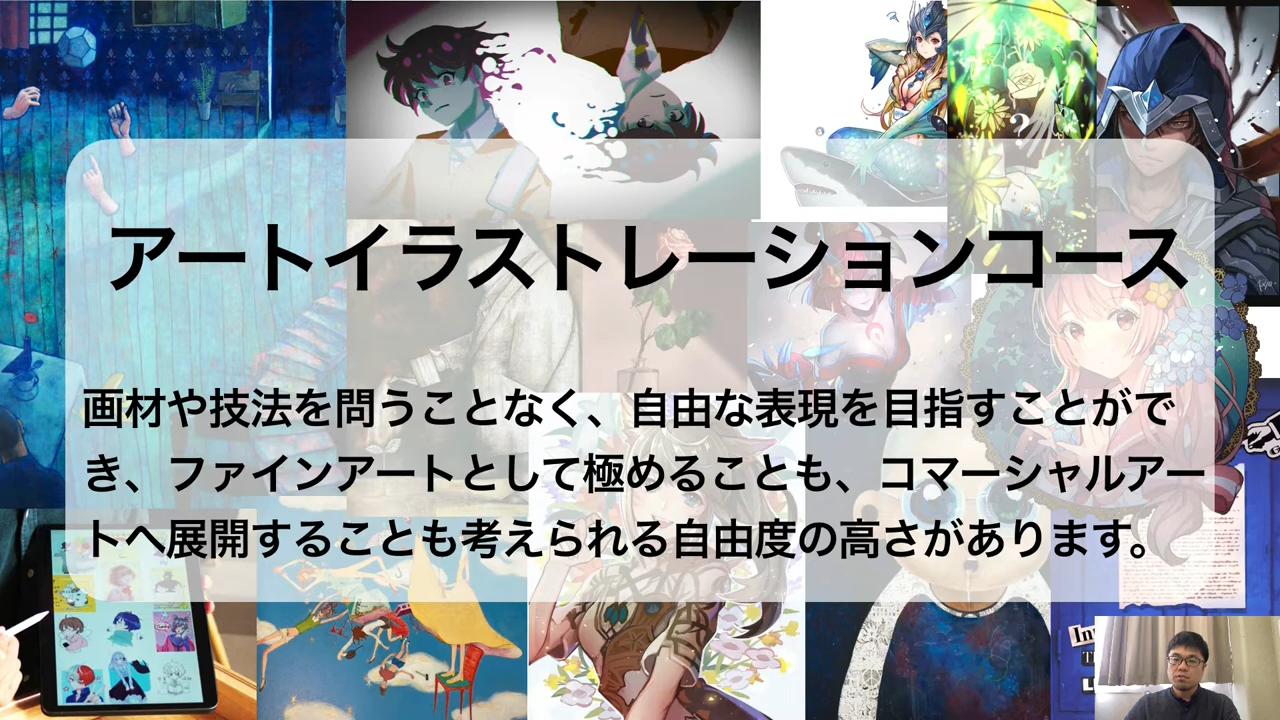 ?
アートイラストレーションコース
画材や技法を問うことなく、自由な表現を目指すことがで
き、ファインアートとして極めることも、コマーシャルアー
トへ展開することも考えられる自由度の高さがあります。